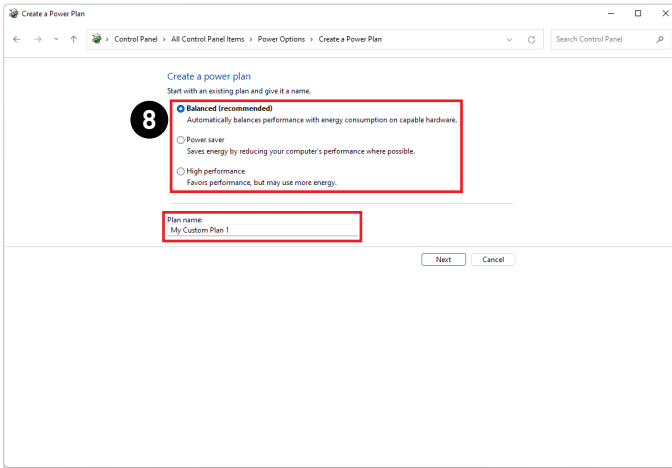 Create a Power Plan
Control Panel > All Control Panel Items > Power Options > Create a Power Plan
Search Control Panel
Create a power plan
Start with an existing plan and give it a name.
8
Balanced (recommended)
Automatically balances performance with energy consumption on capable hardware.
Power saver
Saves energy by reducing your computer's performance where possible.
High performance
Favors performance, but may use more energy.
Plan name:
My Custom Plan 1
Next Cancel